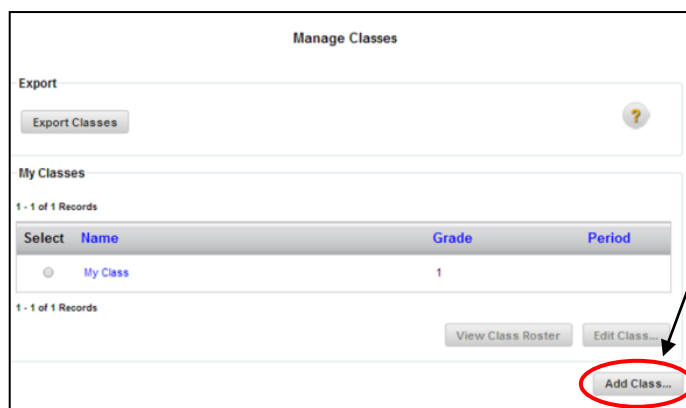 Manage Classes
Export
Export Classes
?
My Classes
1 - 1 of 1 Records
Select Name Grade Period
My Class 1
1 - 1 of 1 Records
View Class Roster Edit Class...
Add Class...